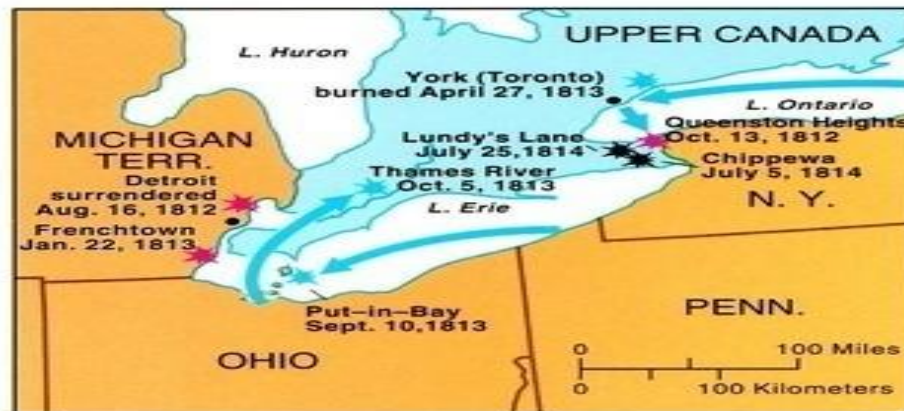 L. Huron
UPPER CANADA
York (Toronto)
burned April 27, 1813
L. Ontario
Queenston Heights
Oct. 13, 1812
Lundy's Lane
July 25,1814
Chippewa
July 5, 1814
MICHIGAN
TERR.
Detroit
surrendered
Aug. 16, 1812
Thames River
Oct. 5, 1813
Frenchtown
Jan. 22, 1813
L. Erie
N. Y.
Put-in-Bay
Sept. 10,1813
PENN.
OHIO
0 100 Miles
0 100 Kilometers